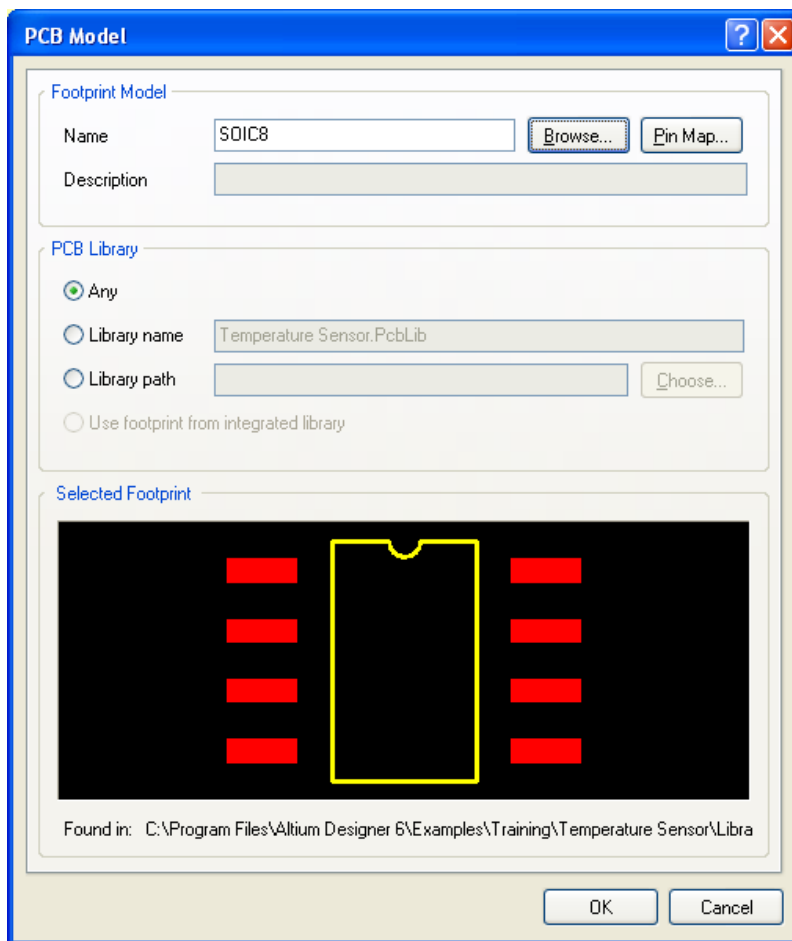 PCB Model
Footprint Model
Name SOIC8 Browse... Pin Map...
Description
PCB Library
Any
Library name Temperature Sensor.PcbLib
Library path Choose...
Use footprint from integrated library
Selected Footprint
Found in: C:\Program Files\Altium Designer 6\Examples\Training\Temperature Sensor\Libra
OK Cancel